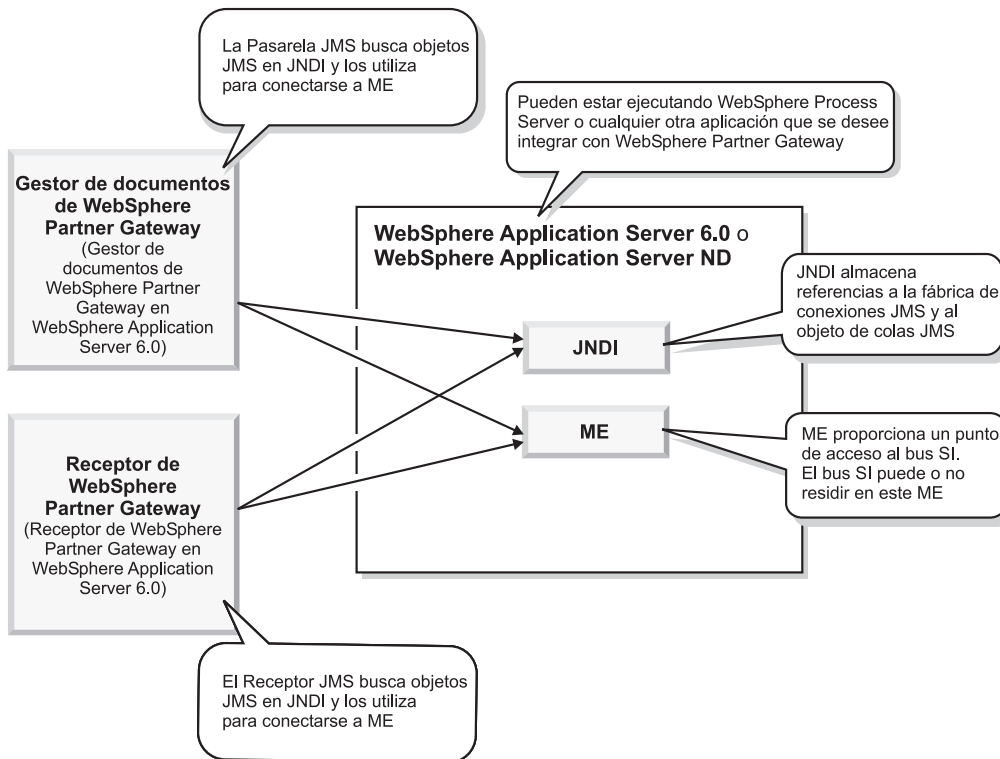 La Pasarela JMS busca objetos
JMS en JNDI y los utiliza
para conectarse a ME
Pueden estar ejecutando WebSphere Process
Server o cualquier otra aplicación que se desee
integrar con WebSphere Partner Gateway
Gestor de documentos
de WebSphere
Partner Gateway
(Gestor de
documentos de
WebSphere Partner
Gateway en
WebSphere Application
Server 6.0)
WebSphere Application Server 6.0 o
WebSphere Application Server ND
JNDI almacena
referencias a la fábrica de
conexiones JMS y al
objeto de colas JMS
JNDI
ME
ME proporciona un punto
de acceso al bus SI.
El bus SI puede o no
residir en este ME
Receptor de
WebSphere
Partner Gateway
(Receptor de WebSphere
Partner Gateway en
WebSphere Application
Server 6.0)
El Receptor JMS busca objetos
JMS en JNDI y los utiliza
para conectarse a ME